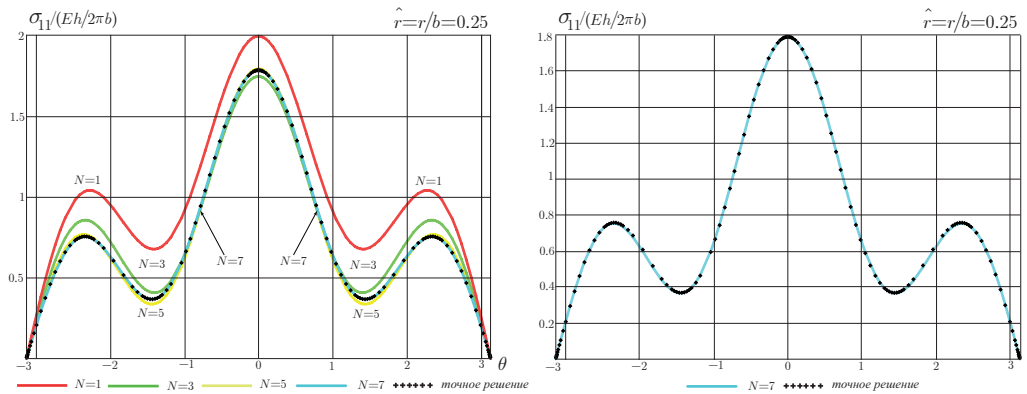 σ₁₁/(Eh/2πb)
r̂=r/b=0.25
2
1.5
1
0.5
0
N=1
N=1
N=3
N=3
N=5
N=5
N=7
N=7
−3
−2
−1
0
1
2
3
θ
N=1
N=3
N=5
N=7
точное решение
σ₁₁/(Eh/2πb)
r̂=r/b=0.25
1.8
1.6
1.4
1.2
1
0.8
0.6
0.4
0.2
0
−3
−2
−1
0
1
2
3
N=7
точное решение